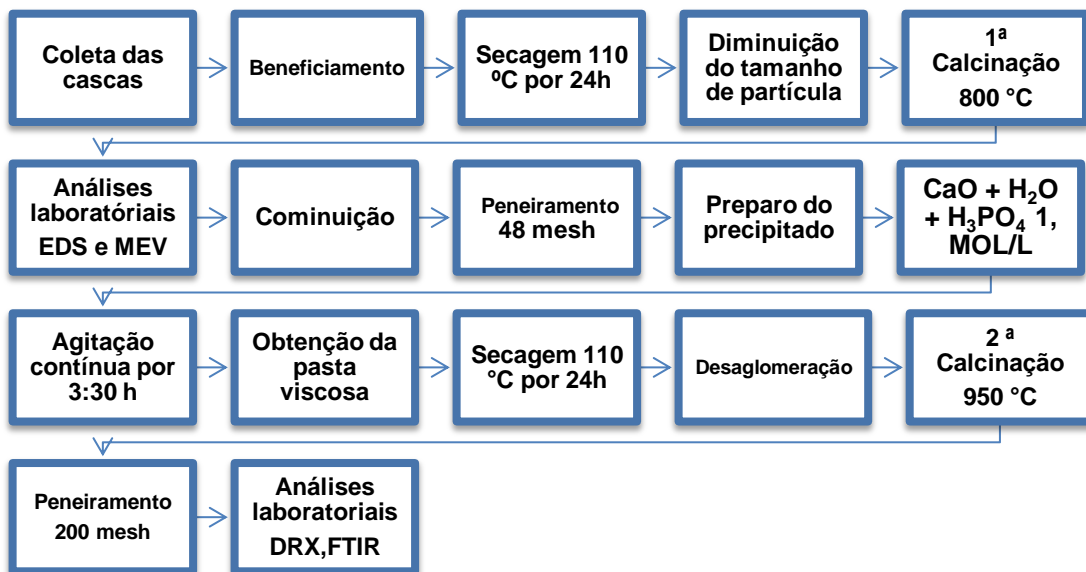 Coleta das
cascas
Beneficiamento
Secagem 110
ºC por 24h
Diminuição
do tamanho
de partícula
1ª
Calcinação
800 °C
Análises
laboratóriais
EDS e MEV
Cominuição
Peneiramento
48 mesh
Preparo do
precipitado
CaO + H₂O
+ H₃PO₄ 1,
MOL/L
Agitação
contínua por
3:30 h
Obtenção da
pasta
viscosa
Secagem 110
°C por 24h
Desaglomeração
2 ª
Calcinação
950 °C
Peneiramento
200 mesh
Análises
laboratoriais
DRX,FTIR